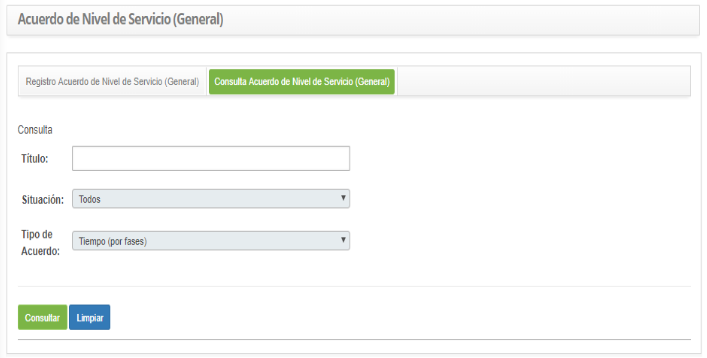 Acuerdo de Nivel de Servicio (General)
Registro Acuerdo de Nivel de Servicio (General) Consulta Acuerdo de Nivel de Servicio (General)
Consulta
Título:
Situación: Todos
Tipo de
Acuerdo: Tiempo (por fases)
Consultar Limpiar